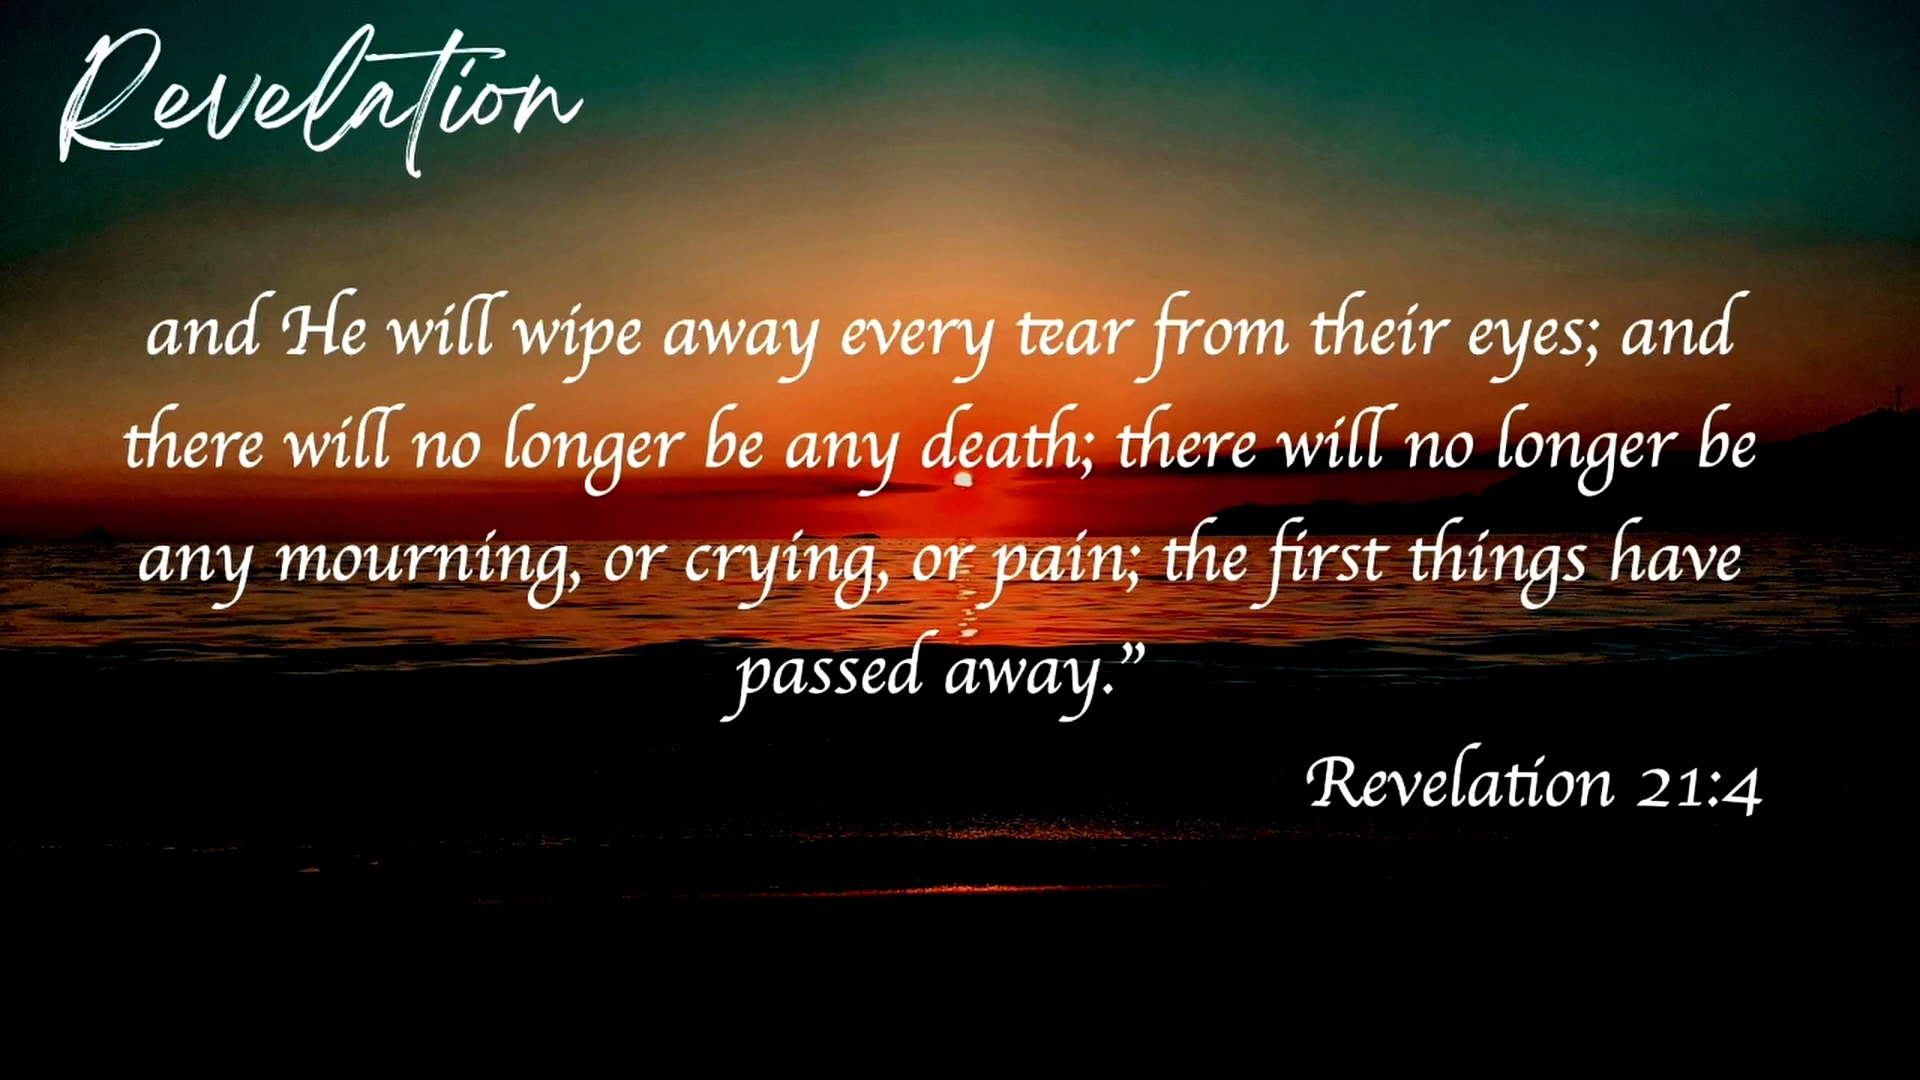 Revelation
and He will wipe away every tear from their eyes; and
there will no longer be any death; there will no longer be
any mourning, or crying, or pain; the first things have
passed away.”
Revelation 21:4